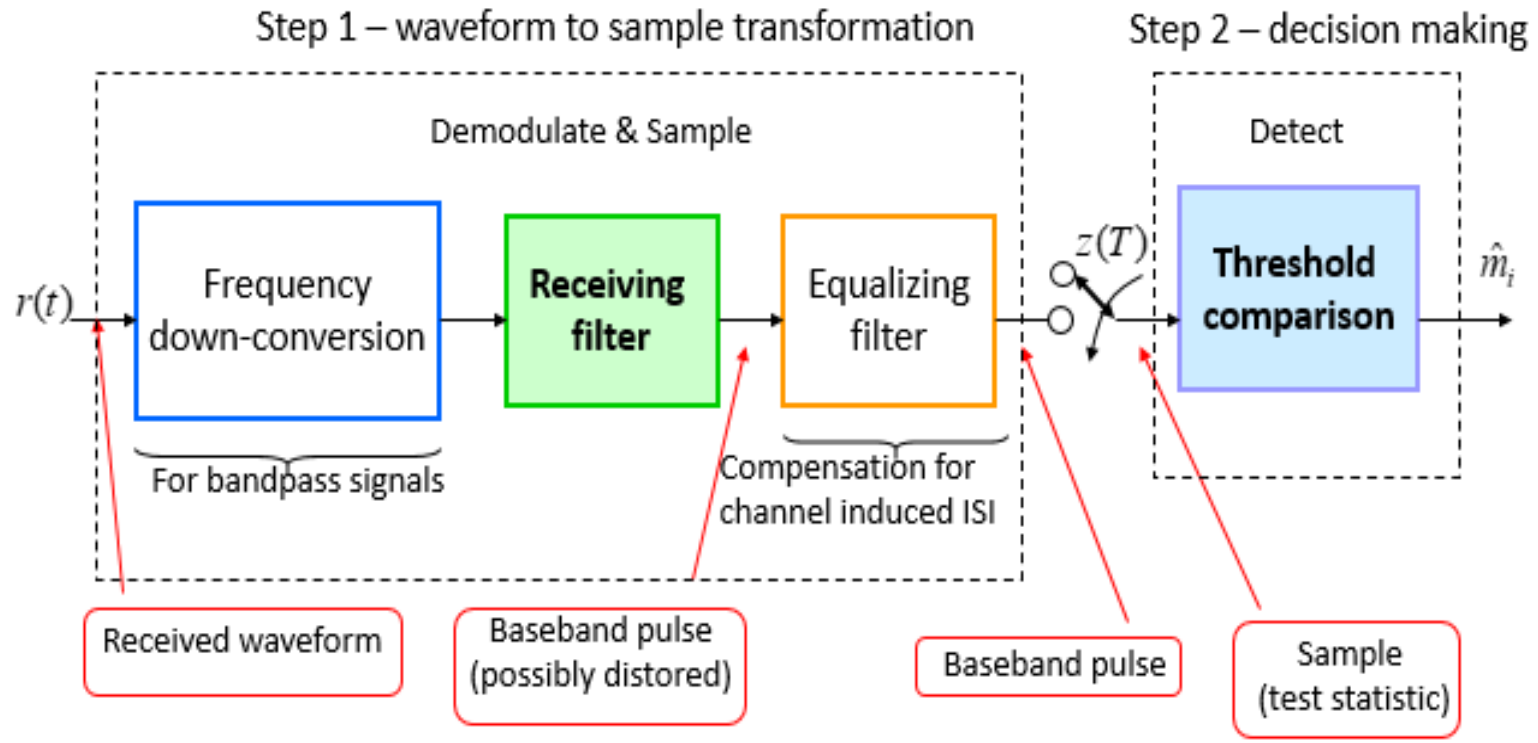 Step 1 – waveform to sample transformation
Step 2 – decision making
Demodulate & Sample
Detect
r(t)
Frequency
down-conversion
Receiving
filter
Equalizing
filter
z(T)
Threshold
comparison
m̂ᵢ
For bandpass signals
Compensation for
channel induced ISI
Received waveform
Baseband pulse
(possibly distored)
Baseband pulse
Sample
(test statistic)